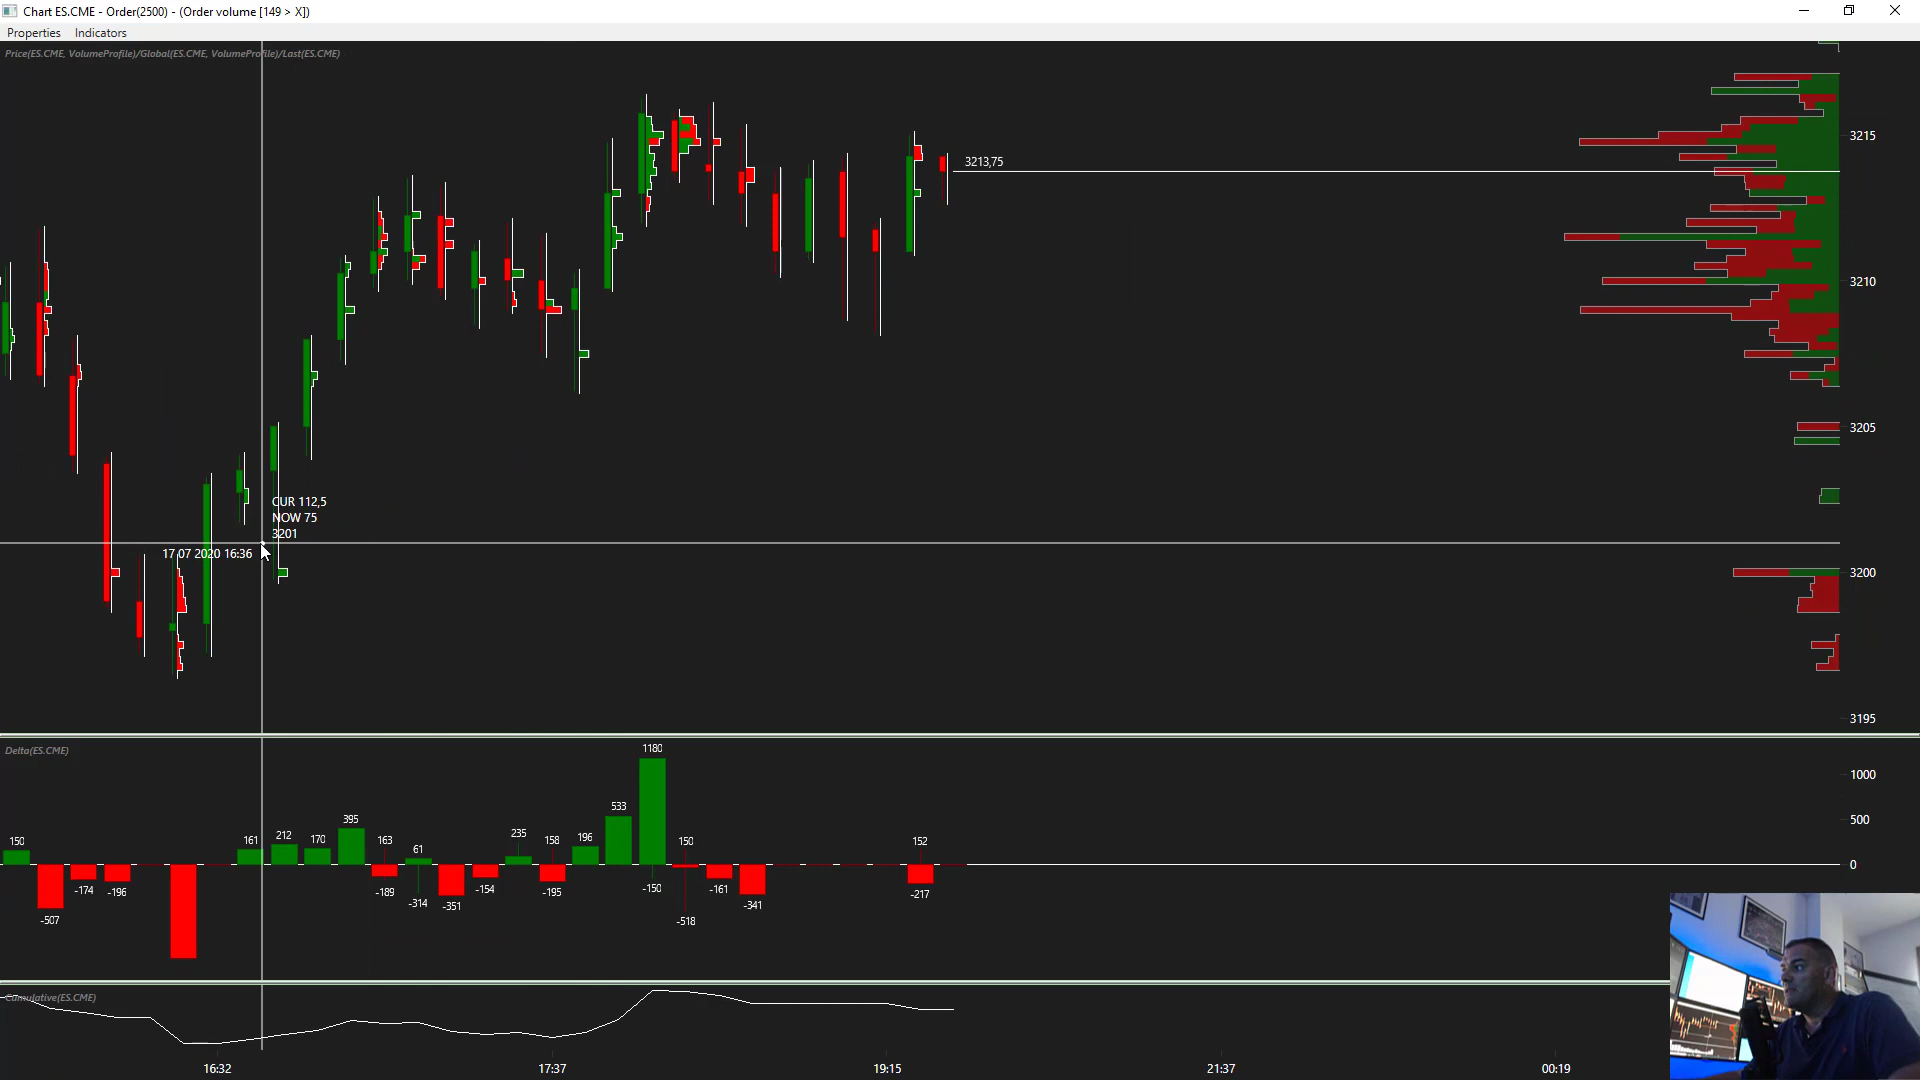 Chart ES.CME - Order(2500) - (Order volume [149 > X])
Properties Indicators
Price(ES.CME, VolumeProfile)/Global(ES.CME, VolumeProfile)/Last(ES.CME)
3215
3213,75
3210
3205
CUR 112,5
NOW 75
3201
17 07 2020 16:36
3200
3195
Delta(ES.CME)
1180
1000
500
533
395
150 161 212 170 163 61 235 158 196 150 152
0
-507 -174 -196 -189 -314 -351 -154 -195 -150 -518 -161 -341 -217
Cumulative(ES.CME)
16:32 17:37 19:15 21:37 00:19